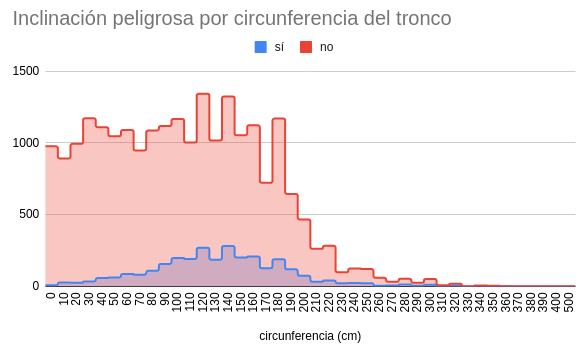 Inclinación peligrosa por circunferencia del tronco
sí no
1500
1000
500
0
0 10 20 30 40 50 60 70 80 90 100 110 120 130 140 150 160 170 180 190 200 210 220 230 240 250 260 270 280 290 300 310 320 330 340 350 360 370 380 390 400 500
circunferencia (cm)